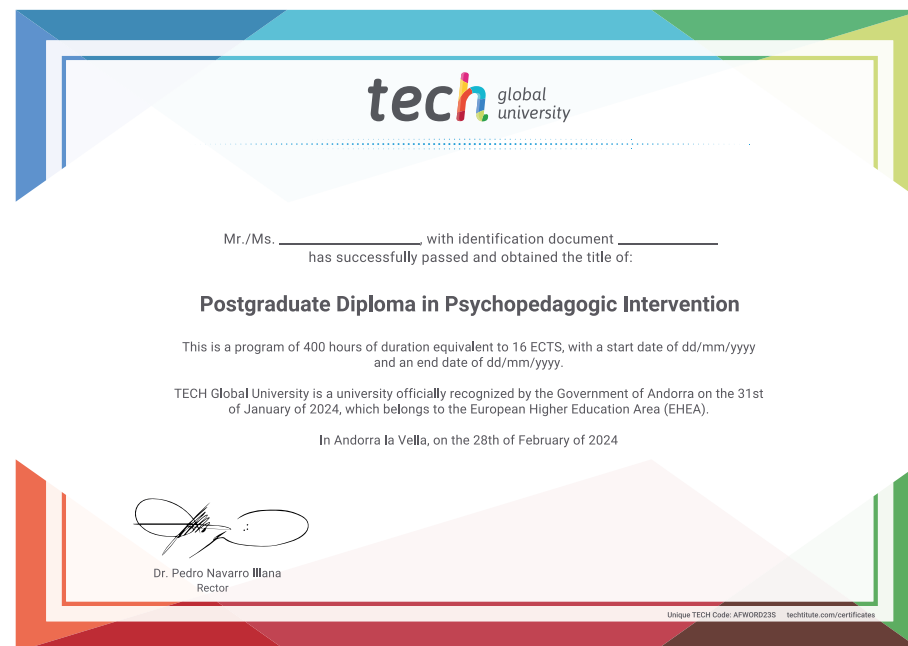 tech global
university
Mr./Ms. ____________, with identification document ____________
has successfully passed and obtained the title of:
Postgraduate Diploma in Psychopedagogic Intervention
This is a program of 400 hours of duration equivalent to 16 ECTS, with a start date of dd/mm/yyyy
and an end date of dd/mm/yyyy.
TECH Global University is a university officially recognized by the Government of Andorra on the 31st
of January of 2024, which belongs to the European Higher Education Area (EHEA).
In Andorra la Vella, on the 28th of February of 2024
Dr. Pedro Navarro Illana
Rector
Unique TECH Code: AFWORD23S techtitute.com/certificates